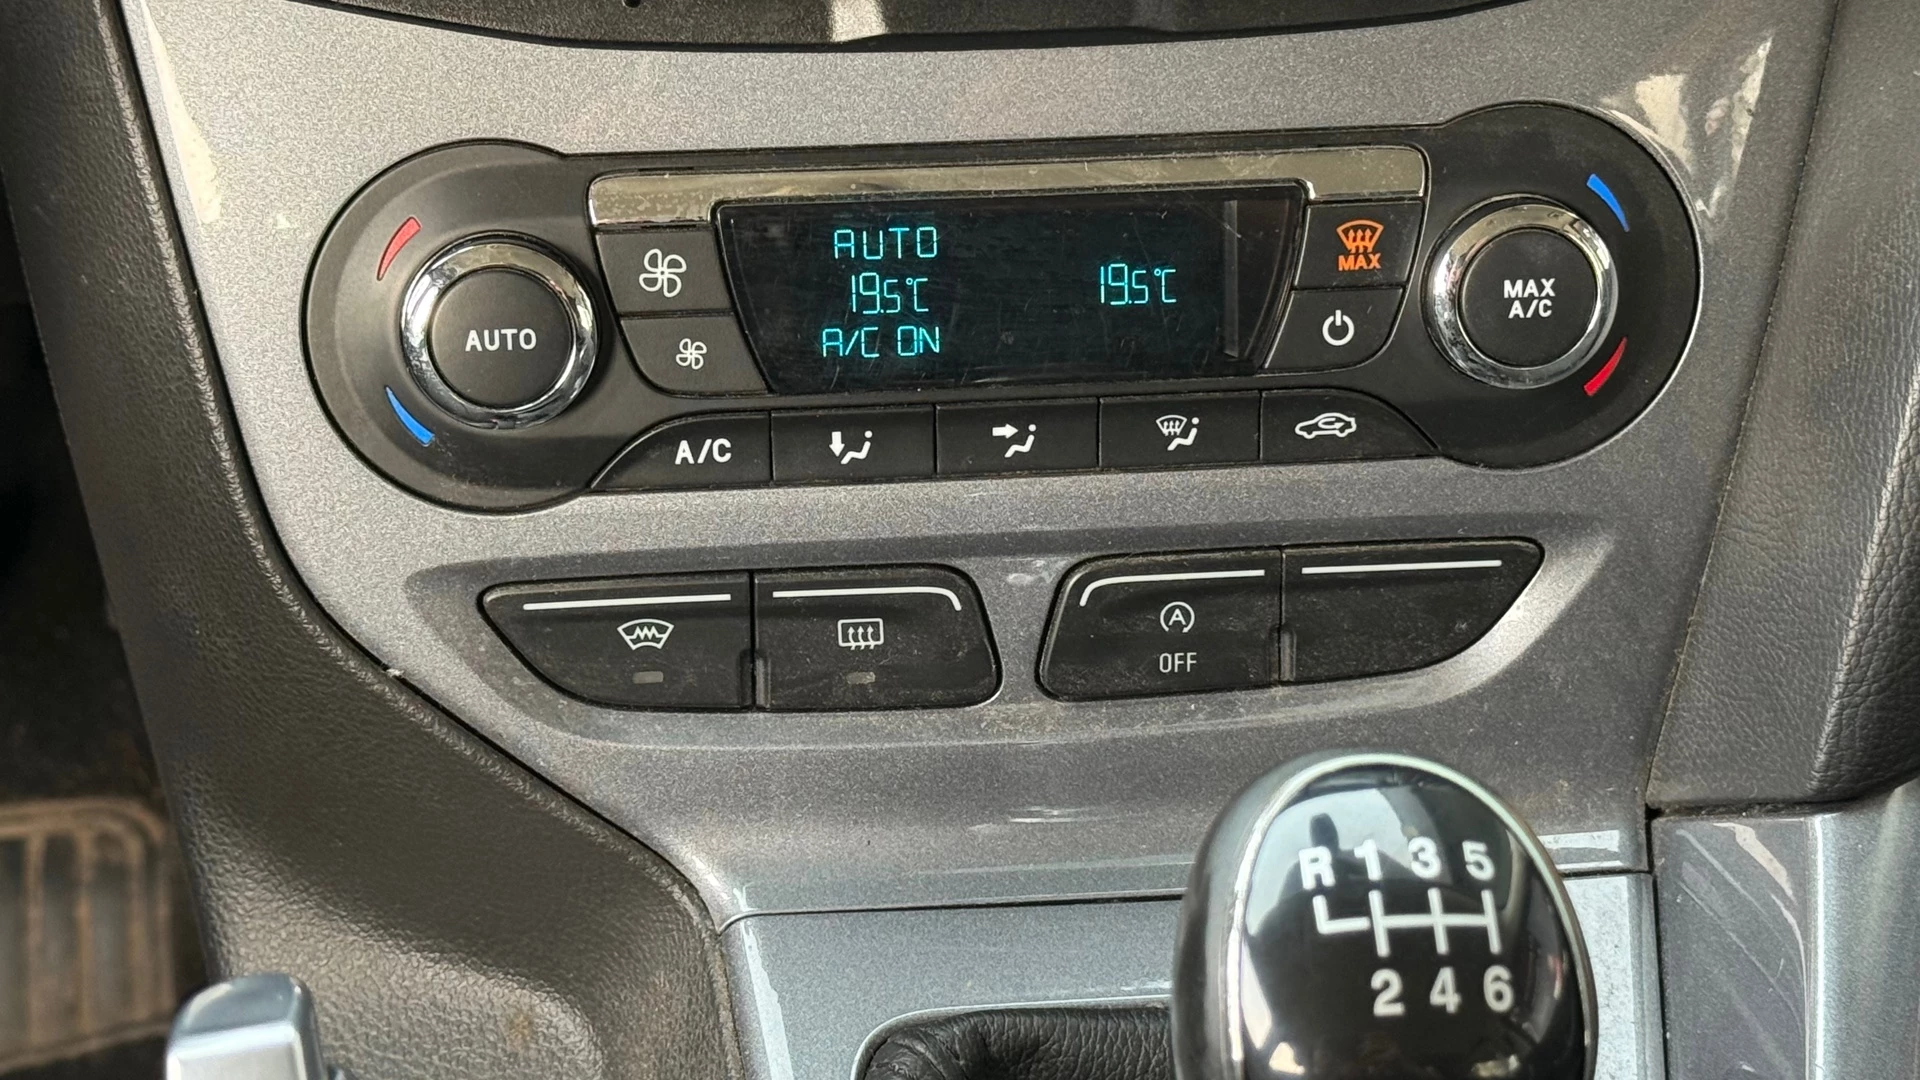 AUTO
19.5°C
A/C ON
19.5°C
MAX
AUTO
MAX
A/C
A/C
A
OFF
R 1 3 5
2 4 6